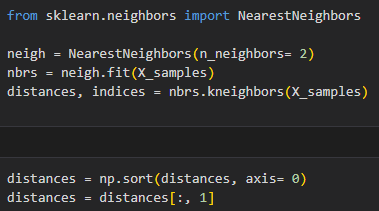 from sklearn.neighbors import NearestNeighbors
neigh = NearestNeighbors(n_neighbors= 2)
nbrs = neigh.fit(X_samples)
distances, indices = nbrs.kneighbors(X_samples)
distances = np.sort(distances, axis= 0)
distances = distances[:, 1]